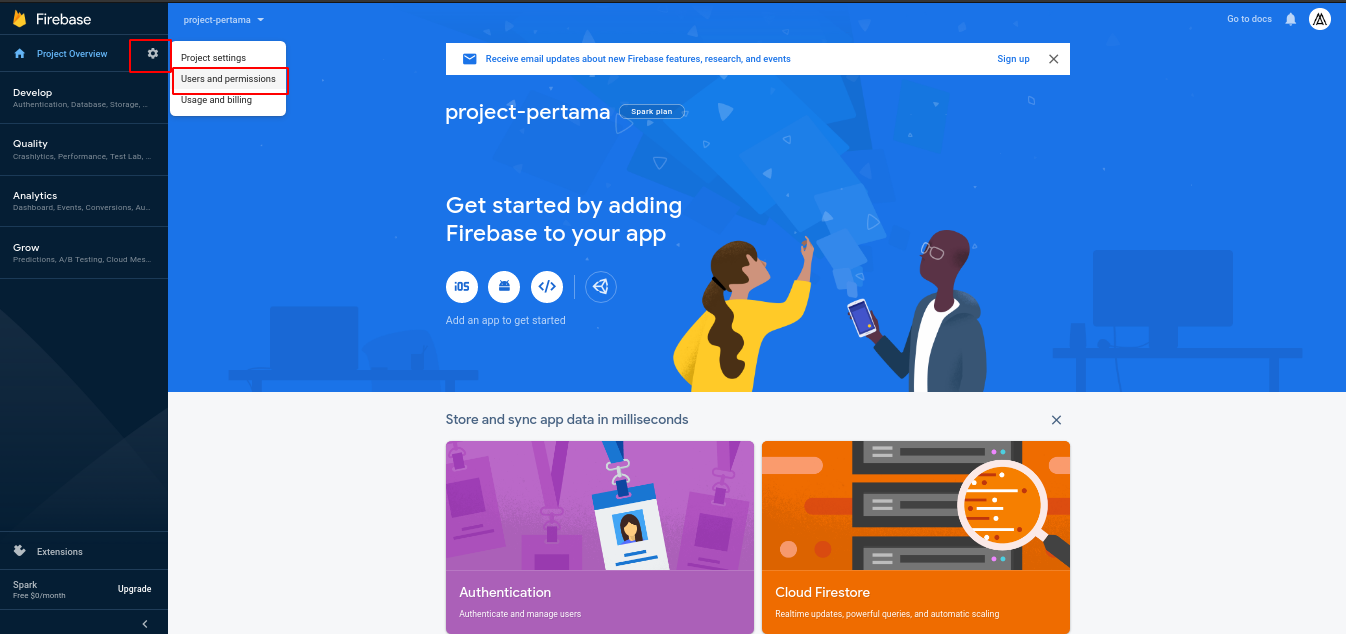 Firebase
project-pertama
Go to docs
Project Overview
Project settings
Users and permissions
Usage and billing
Develop
Authentication, Database, Storage, ...
Quality
Crashlytics, Performance, Test Lab, ...
Analytics
Dashboard, Events, Conversions, Au...
Grow
Predictions, A/B Testing, Cloud Mes...
Extensions
Spark
Free $0/month
Upgrade
Receive email updates about new Firebase features, research, and events
Sign up
project-pertama
Spark plan
Get started by adding
Firebase to your app
iOS
Add an app to get started
Store and sync app data in milliseconds
Authentication
Authenticate and manage users
Cloud Firestore
Realtime updates, powerful queries, and automatic scaling